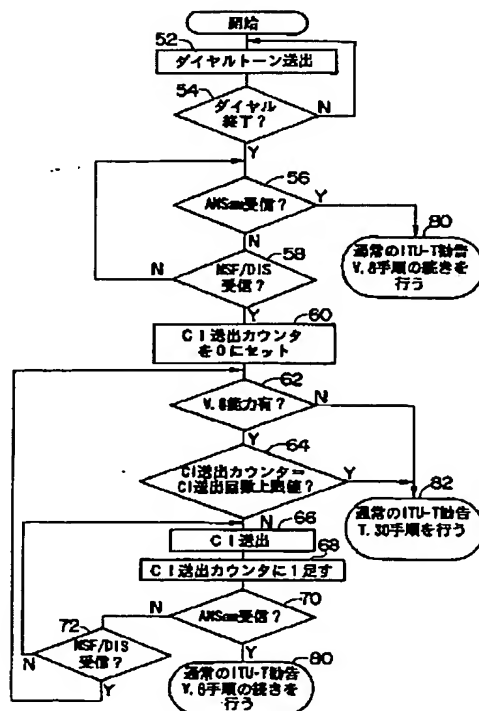 開始
52
ダイヤルトーン送出
54
ダイヤル
終了？
N
Y
56
ANSam受信？
Y
80
N
58
通常のITU-T勧告
V.8手順の続きを
行う
N
NSF/DIS
受信？
Y
60
CI送出カウンタ
を0にセット
62
V.8能力有？
N
Y
64
CI送出カウンター=
CI送出回数上限値？
Y
82
通常のITU-T勧告
T.30手順を行う
N
66
CI送出
68
CI送出カウンタに1足す
70
N
ANSam受信？
72
NSF/DIS
受信？
N
Y
Y
80
通常のITU-T勧告
V.8手順の続きを
行う